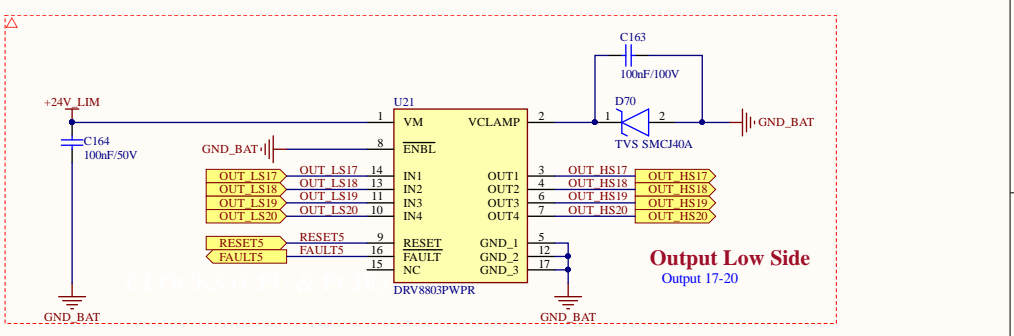 C163
100nF/100V
+24V_LIM
U21
D70
1 VM
VCLAMP 2
1 2
GND_BAT
C164
100nF/50V
TVS SMCJ40A
GND_BAT
8 ENBL
OUT_LS17 OUT_LS17 14 IN1
OUT1 3 OUT_HS17 OUT_HS17
OUT_LS18 OUT_LS18 13 IN2
OUT2 4 OUT_HS18 OUT_HS18
OUT_LS19 OUT_LS19 11 IN3
OUT3 6 OUT_HS19 OUT_HS19
OUT_LS20 OUT_LS20 10 IN4
OUT4 7 OUT_HS20 OUT_HS20
RESET5 RESET5 9 RESET
GND_1 5
FAULT5 FAULT5 16 FAULT
GND_2 12
15 NC
GND_3 17
Output Low Side
Output 17-20
DRV8803PWPR
GND_BAT
GND_BAT